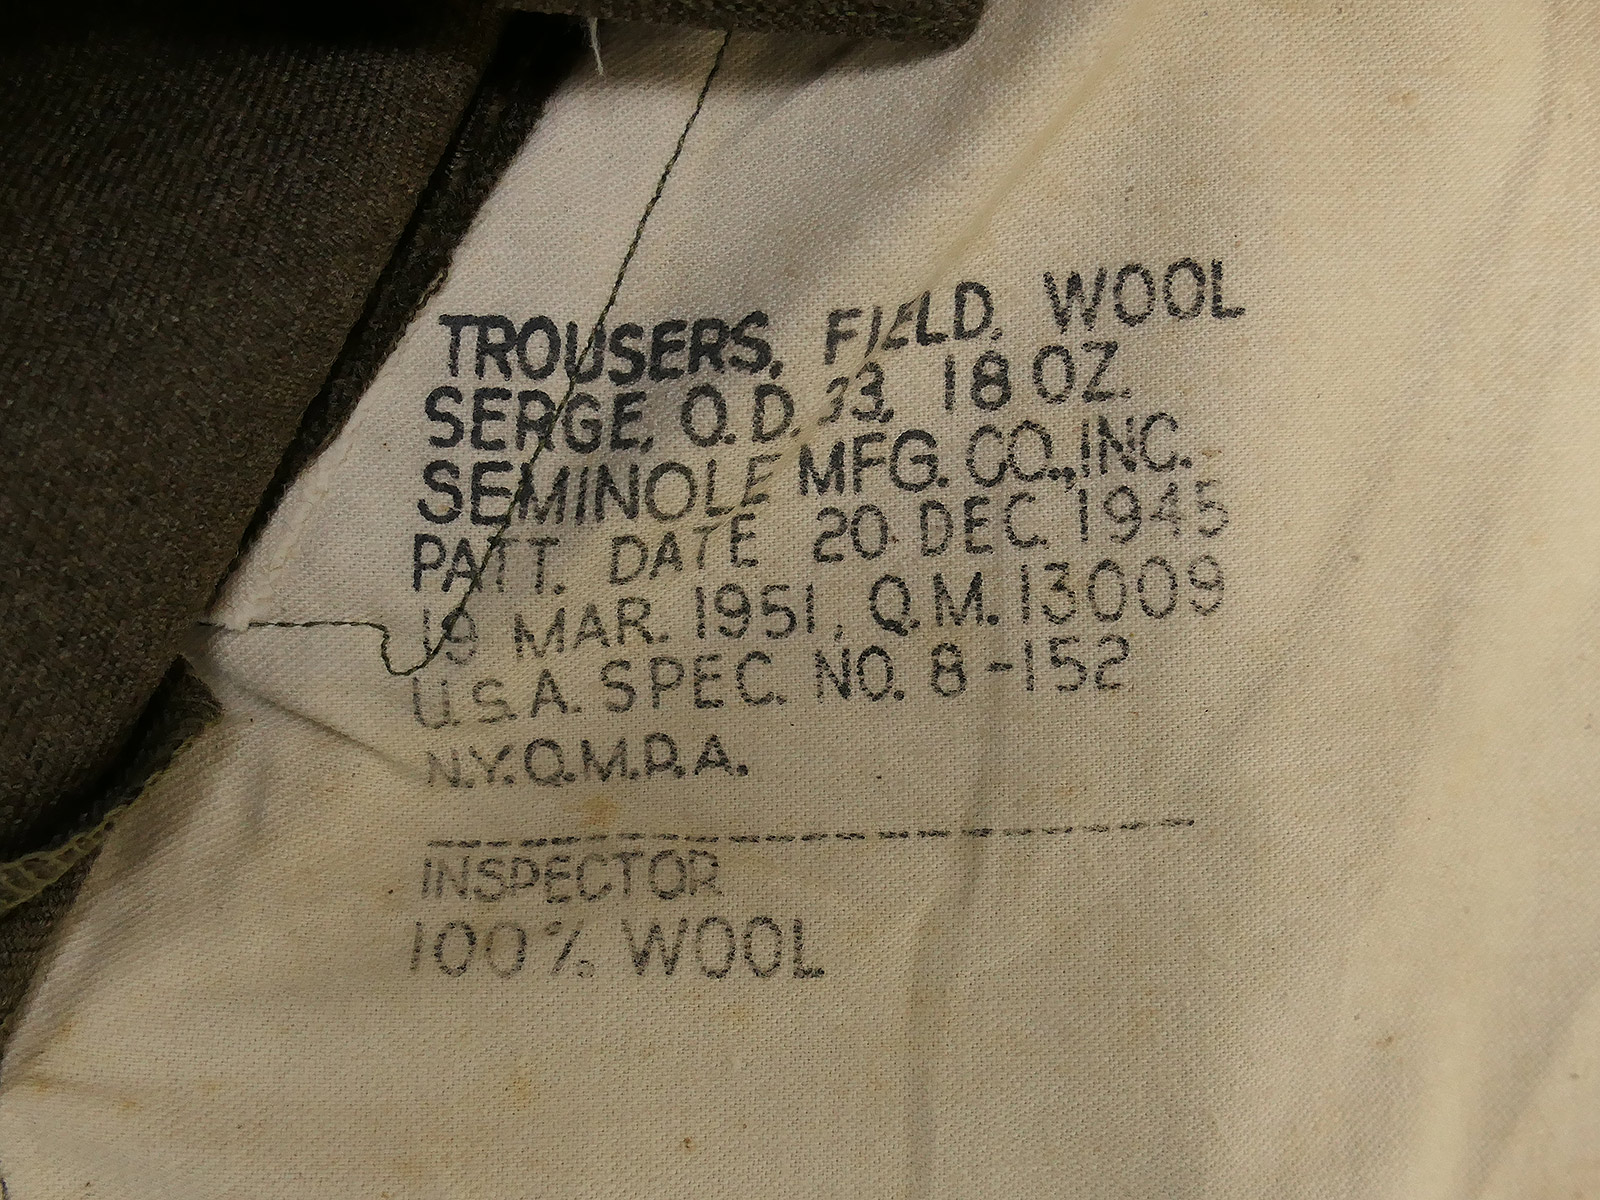 TROUSERS, FIELD, WOOL
SERGE, O.D. 33, 18 OZ.
SEMINOLE MFG. CO., INC.
PATT. DATE 20 DEC. 1945
19 MAR. 1951, Q.M. 13009
U.S.A. SPEC. NO. 8-152
N.Y.Q.M.P.A.
INSPECTOR
100% WOOL